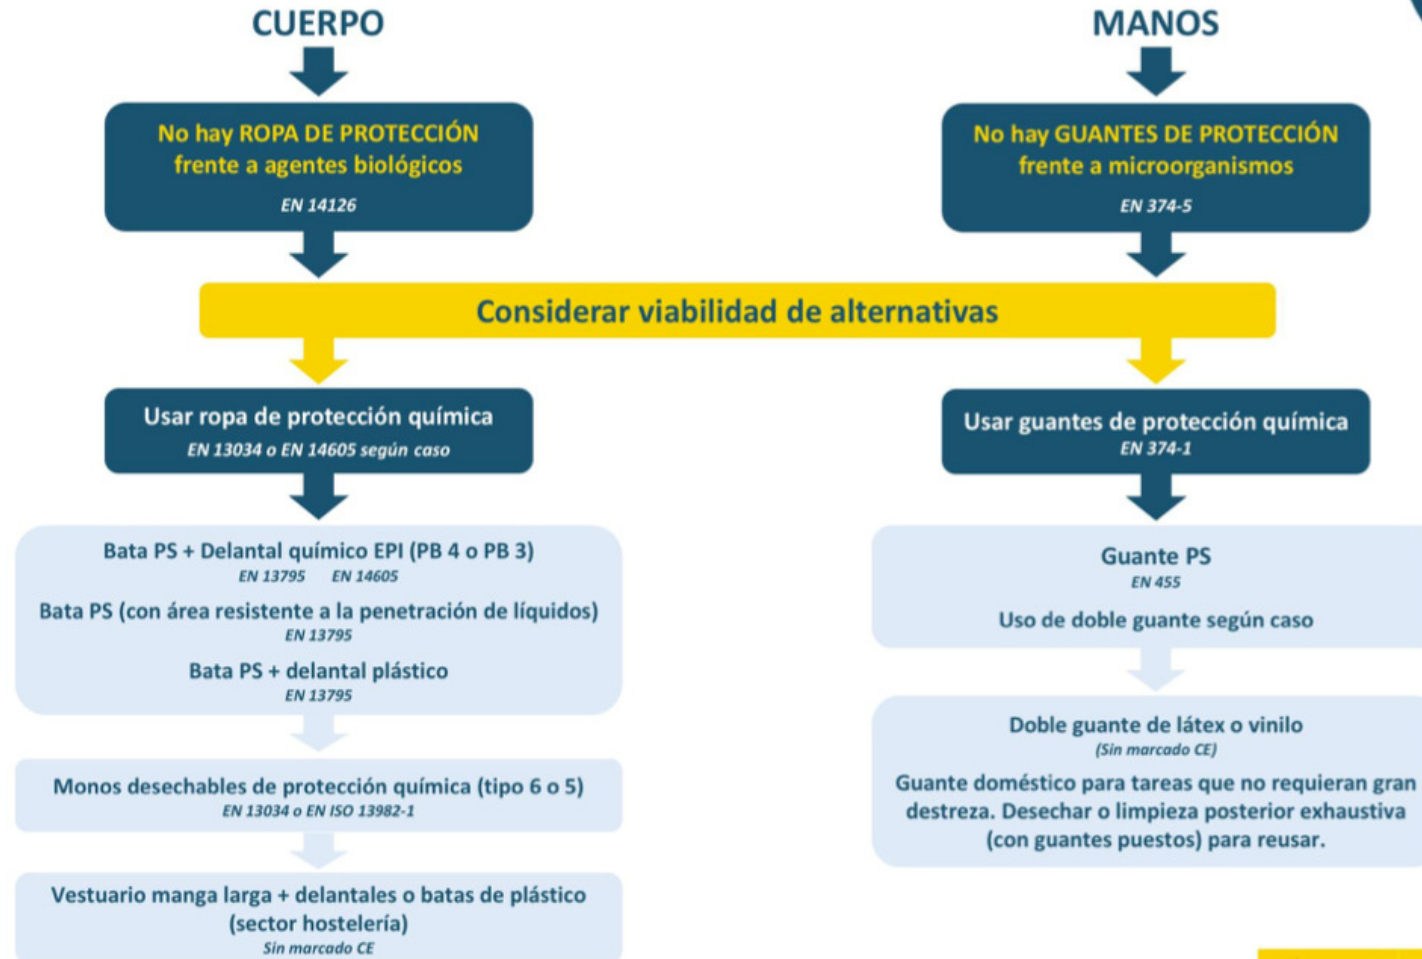 CUERPO
No hay ROPA DE PROTECCIÓN
frente a agentes biológicos
EN 14126
MANOS
No hay GUANTES DE PROTECCIÓN
frente a microorganismos
EN 374-5
Considerar viabilidad de alternativas
Usar ropa de protección química
EN 13034 o EN 14605 según caso
Bata PS + Delantal químico EPI (PB 4 o PB 3)
EN 13795 EN 14605
Bata PS (con área resistente a la penetración de líquidos)
EN 13795
Bata PS + delantal plástico
EN 13795
Monos desechables de protección química (tipo 6 o 5)
EN 13034 o EN ISO 13982-1
Vestuario manga larga + delantales o batas de plástico
(sector hostelería)
Sin marcado CE
Usar guantes de protección química
EN 374-1
Guante PS
EN 455
Uso de doble guante según caso
Doble guante de látex o vinilo
(Sin marcado CE)
Guante doméstico para tareas que no requieran gran
destreza. Desechar o limpieza posterior exhaustiva
(con guantes puestos) para reusar.